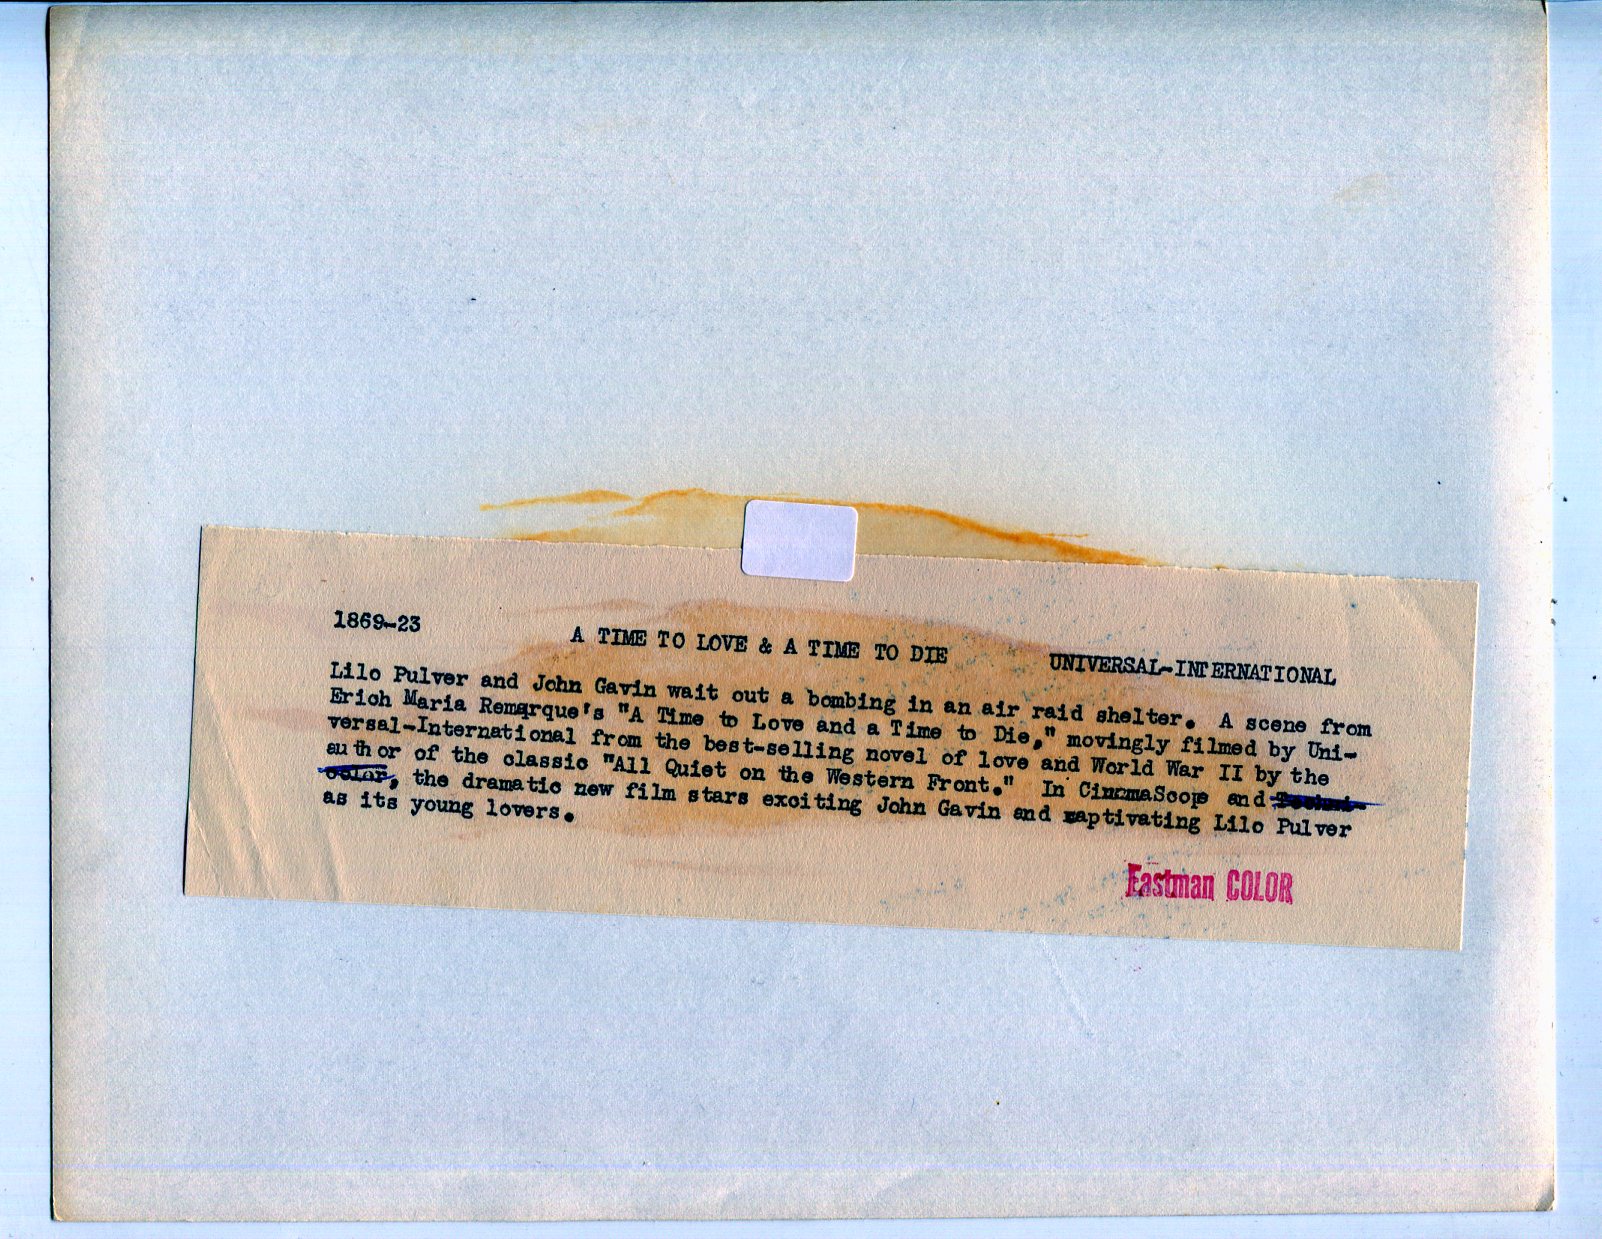 1869-23
A TIME TO LOVE & A TIME TO DIE
UNIVERSAL-INTERNATIONAL
Lilo Pulver and John Gavin wait out a bombing in an air raid shelter. A scene from
Erich Maria Remarque's "A Time to Love and a Time to Die," movingly filmed by Uni-
versal-International from the best-selling novel of love and World War II by the
author of the classic "All Quiet on the Western Front." In CinemaScope and Techni-
color, the dramatic new film stars exciting John Gavin and captivating Lilo Pulver
as its young lovers.
Eastman COLOR